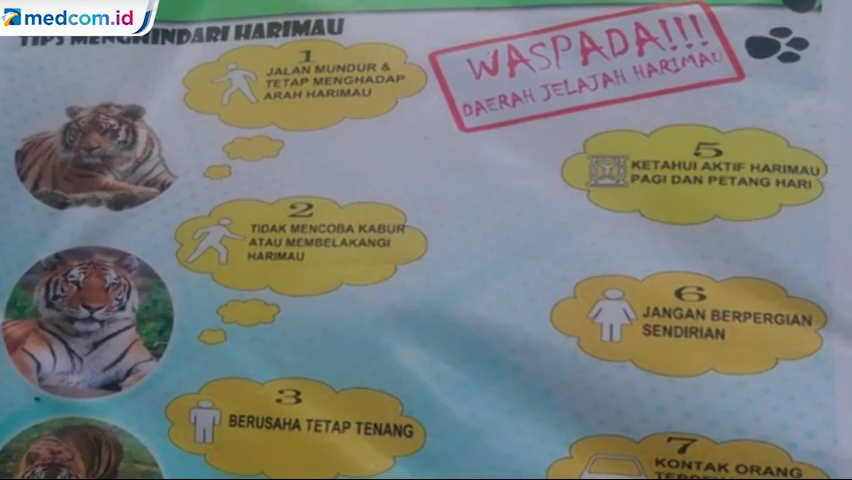 medcom.id
TIPS MENGHINDARI HARIMAU
WASPADA!!!
DAERAH JELAJAH HARIMAU
1
JALAN MUNDUR &
TETAP MENGHADAP
ARAH HARIMAU
2
TIDAK MENCOBA KABUR
ATAU MEMBELAKANGI
HARIMAU
3
BERUSAHA TETAP TENANG
5
KETAHUI AKTIF HARIMAU
PAGI DAN PETANG HARI
6
JANGAN BERPERGIAN
SENDIRIAN
7
KONTAK ORANG